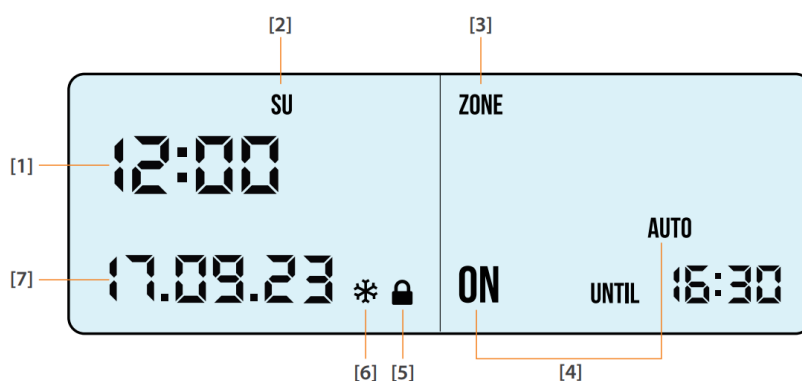 [2] [3]
SU ZONE
[1] 12:00
AUTO
[7] 17.09.23 ON UNTIL 16:30
[6] [5] [4]